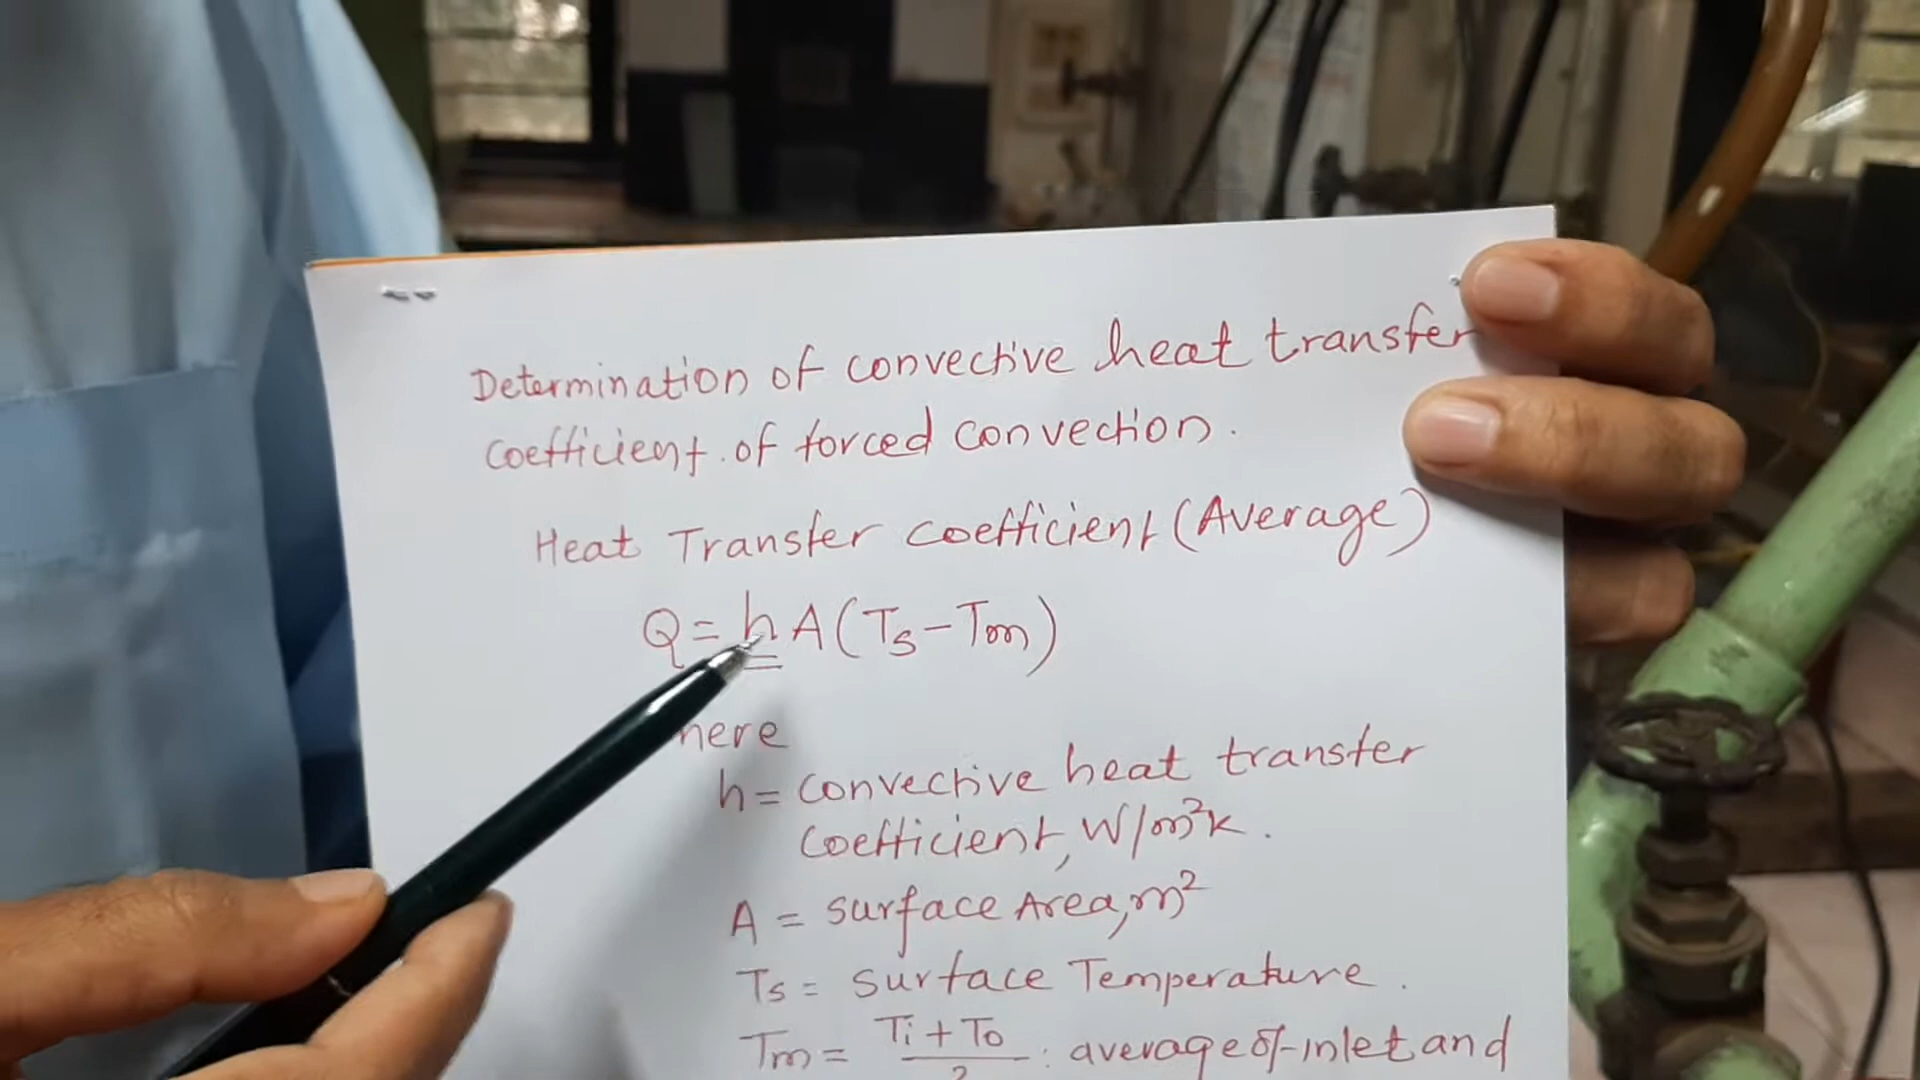 Determination of convective heat transfer
coefficient of forced convection.
Heat Transfer coefficient (Average)
Q = h A (Ts - Tm)
here
h = convective heat transfer
coefficient, W/m²k.
A = surface Area, m²
Ts = surface Temperature.
Tm = Ti + To / 2 : average of inlet and